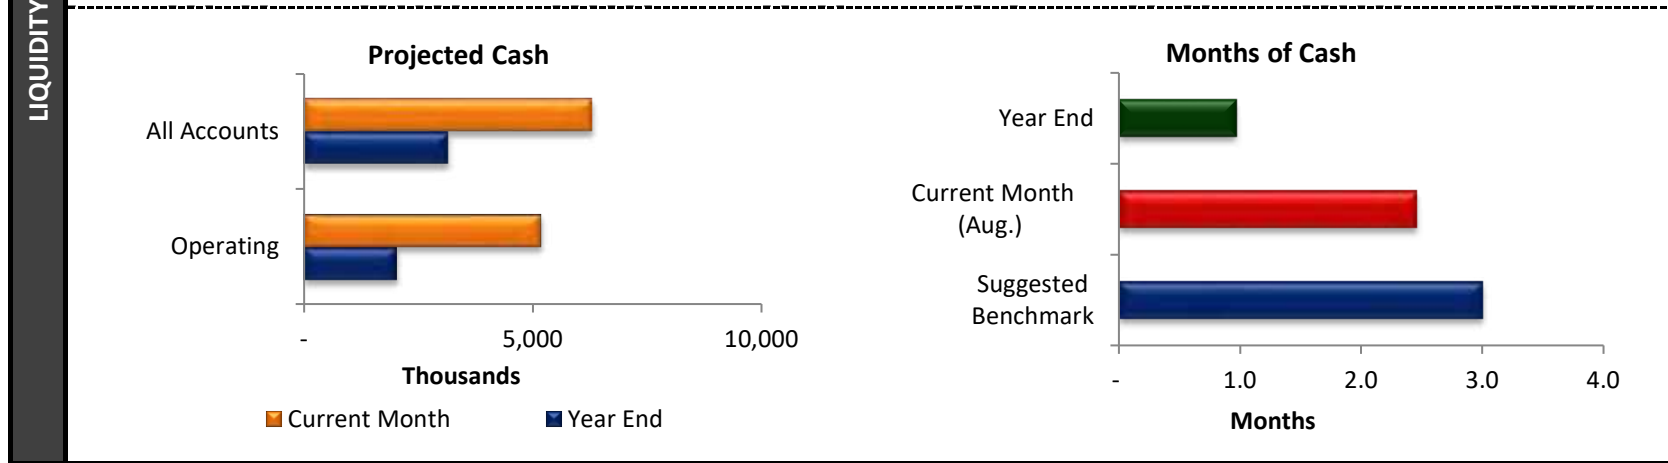 LIQUIDITY
Projected Cash
All Accounts
Operating
-
5,000
10,000
Thousands
Current Month
Year End
Months of Cash
Year End
Current Month
(Aug.)
Suggested
Benchmark
-
1.0
2.0
3.0
4.0
Months